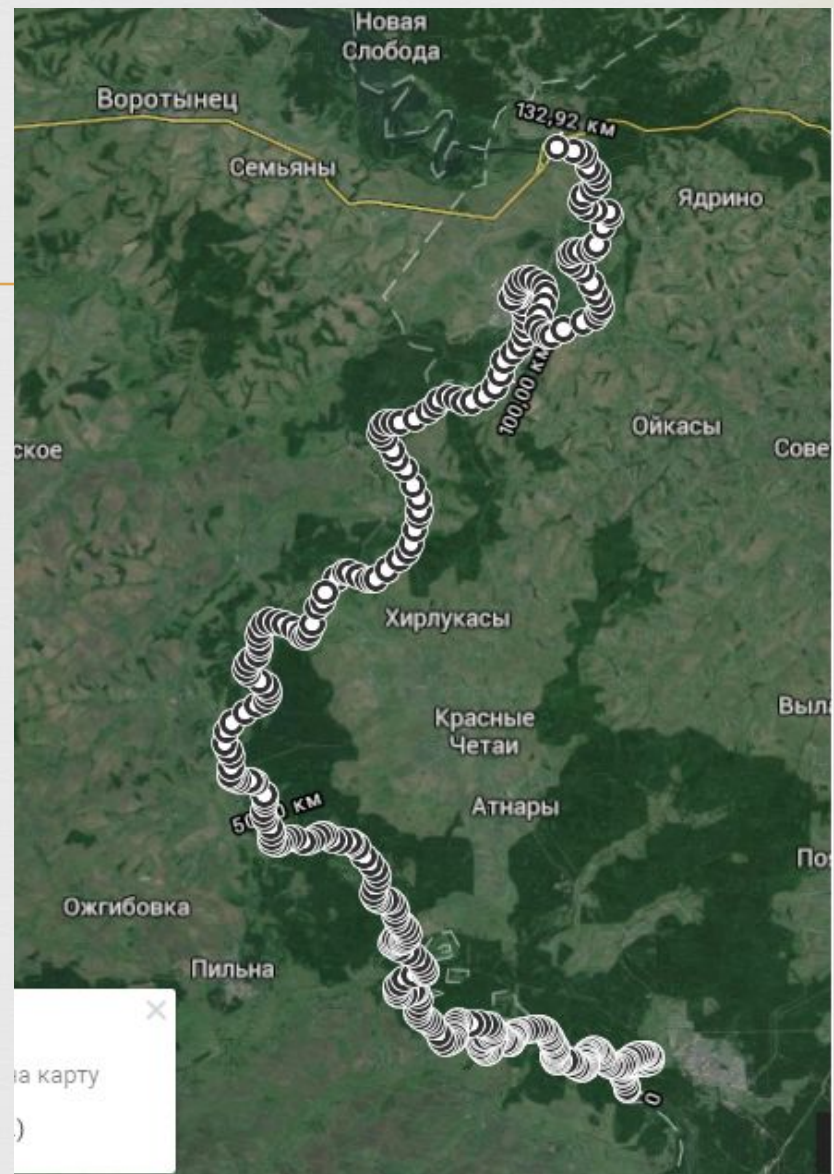 Новая
Слобода
Воротынец
132,92 км
Семьяны
Ядрино
100,00 км
Ойкасы
ское
Сове
Хирлукасы
Красные
Четаи
Выла
Атнары
Ожгибовка
Пильна
на карту
.)
0